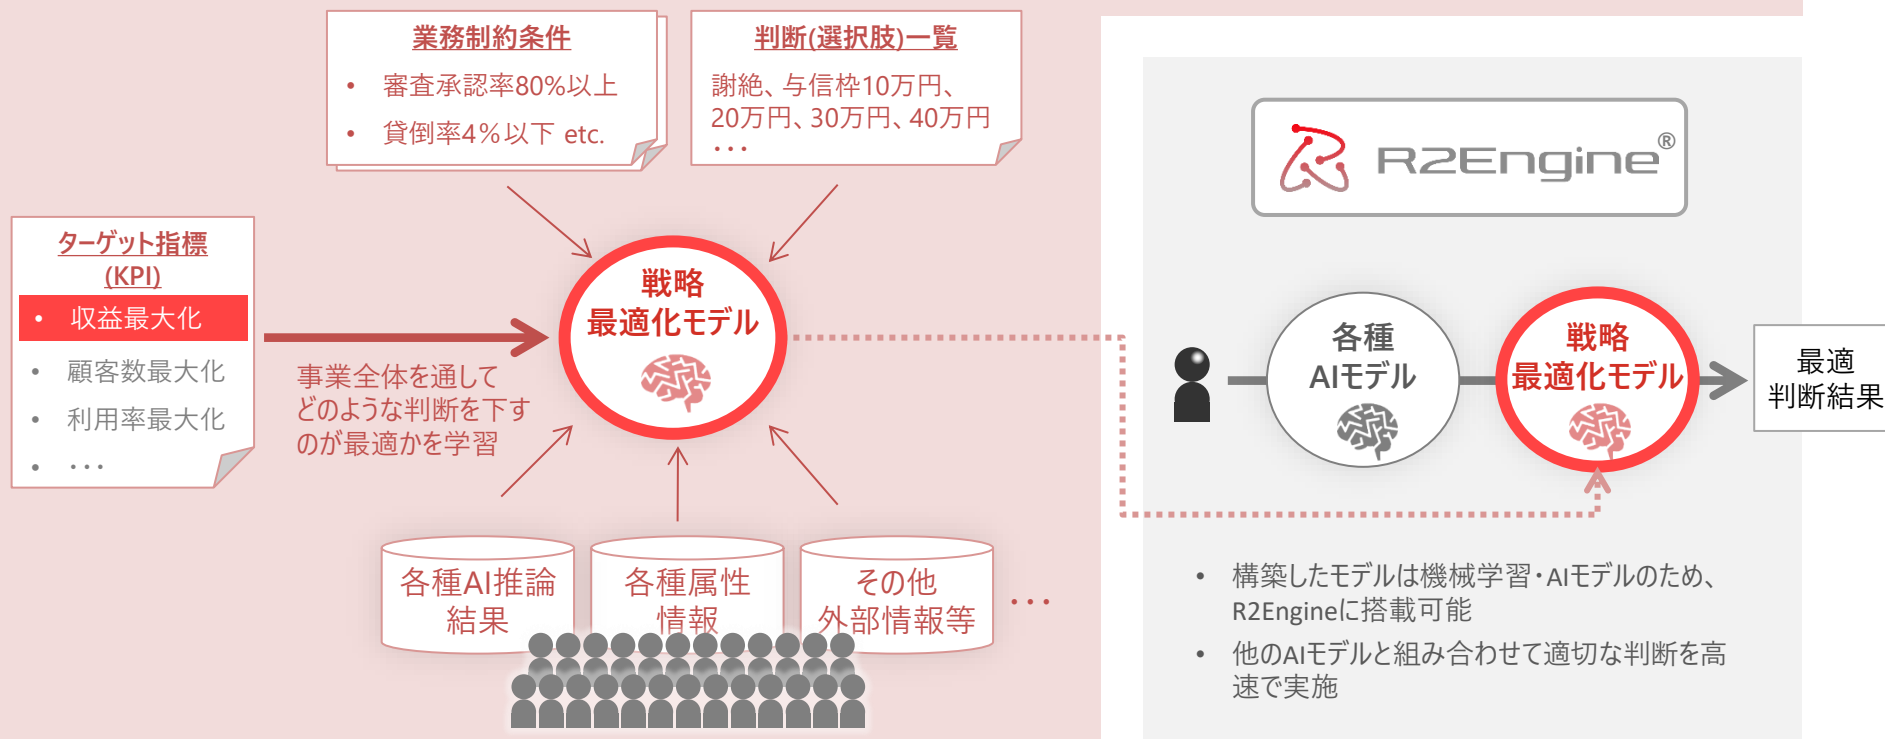 業務制約条件
• 審査承認率80%以上
• 貸倒率4%以下 etc.
判断(選択肢)一覧
謝絶、与信枠10万円、
20万円、30万円、40万円
・・・
ターゲット指標
(KPI)
• 収益最大化
• 顧客数最大化
• 利用率最大化
• ・・・
事業全体を通して
どのような判断を下す
のが最適かを学習
戦略
最適化モデル
各種AI推論
結果
各種属性
情報
その他
外部情報等
・・・
R2Engine®
各種
AIモデル
戦略
最適化モデル
最適
判断結果
• 構築したモデルは機械学習・AIモデルのため、
R2Engineに搭載可能
• 他のAIモデルと組み合わせて適切な判断を高
速で実施